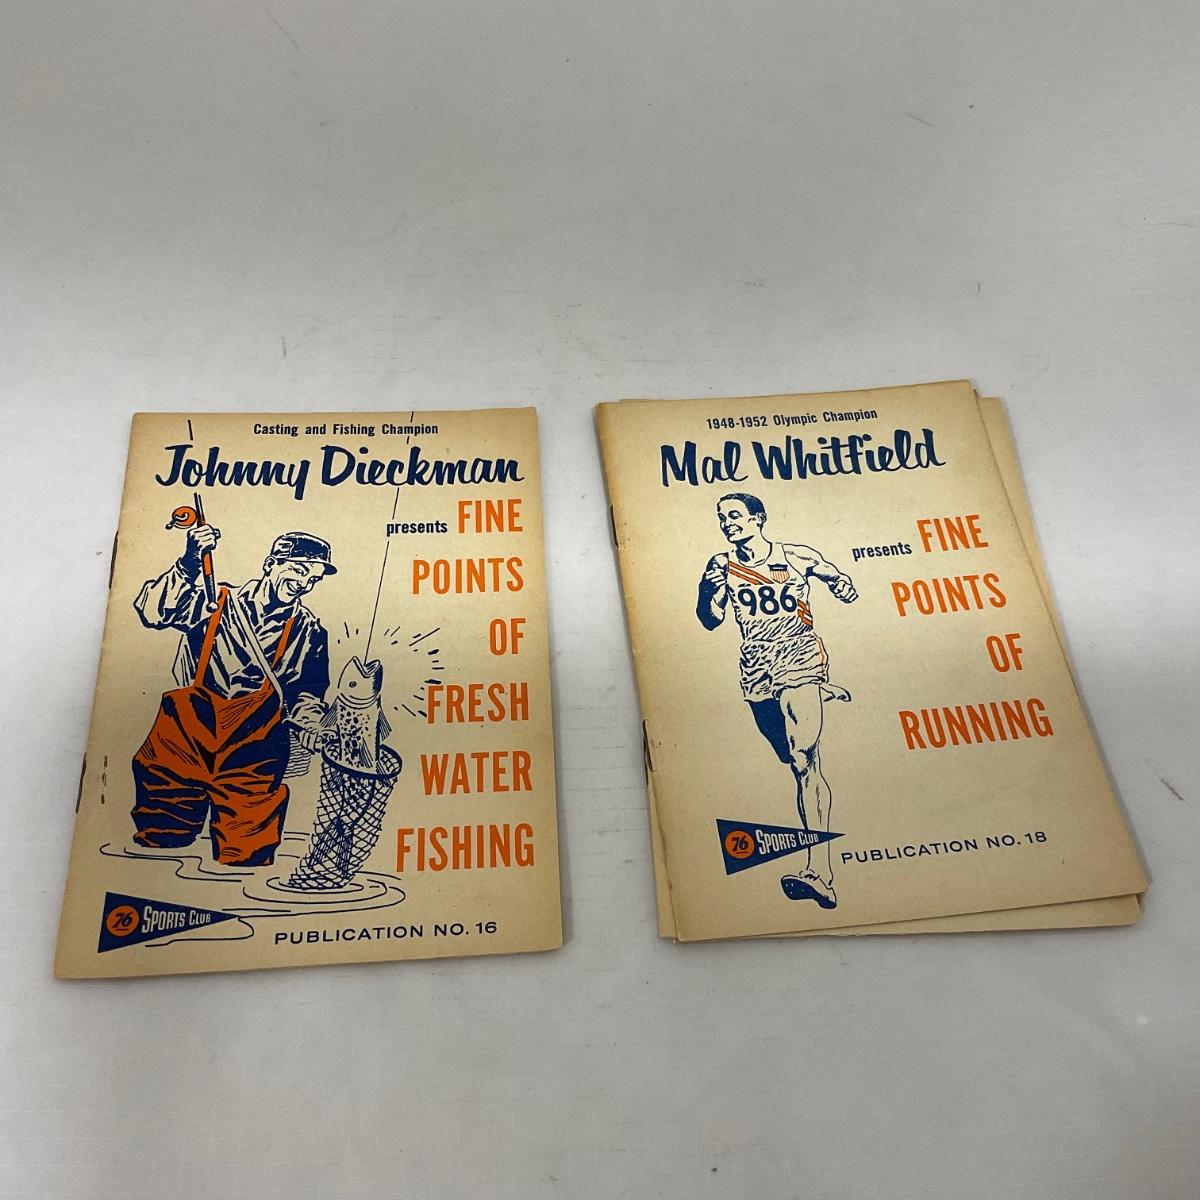 Casting and Fishing Champion
Johnny Dieckman
presents FINE
POINTS
OF
FRESH
WATER
FISHING
76 SPORTS CLUB
PUBLICATION NO. 16
1948-1952 Olympic Champion
Mal Whitfield
presents FINE
POINTS
OF
RUNNING
986
76 SPORTS CLUB
PUBLICATION NO. 18